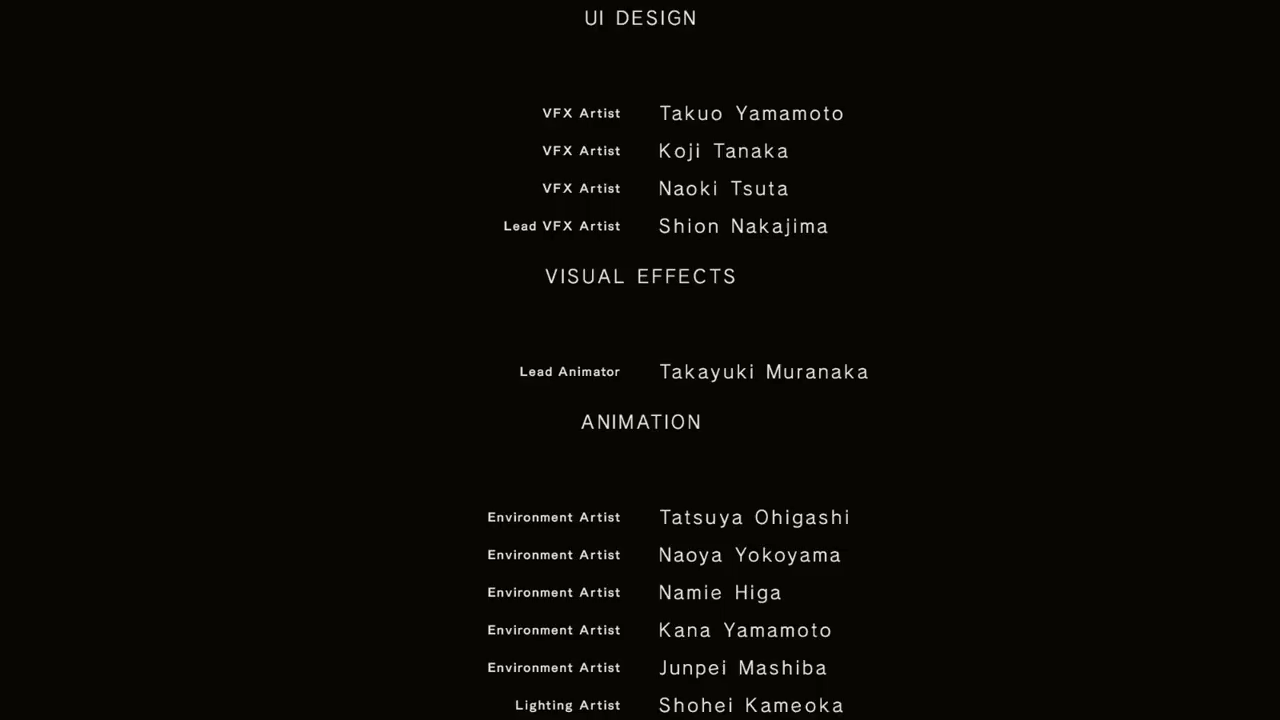 UI DESIGN
VFX Artist Takuo Yamamoto
VFX Artist Koji Tanaka
VFX Artist Naoki Tsuta
Lead VFX Artist Shion Nakajima
VISUAL EFFECTS
Lead Animator Takayuki Muranaka
ANIMATION
Environment Artist Tatsuya Ohigashi
Environment Artist Naoya Yokoyama
Environment Artist Namie Higa
Environment Artist Kana Yamamoto
Environment Artist Junpei Mashiba
Lighting Artist Shohei Kameoka